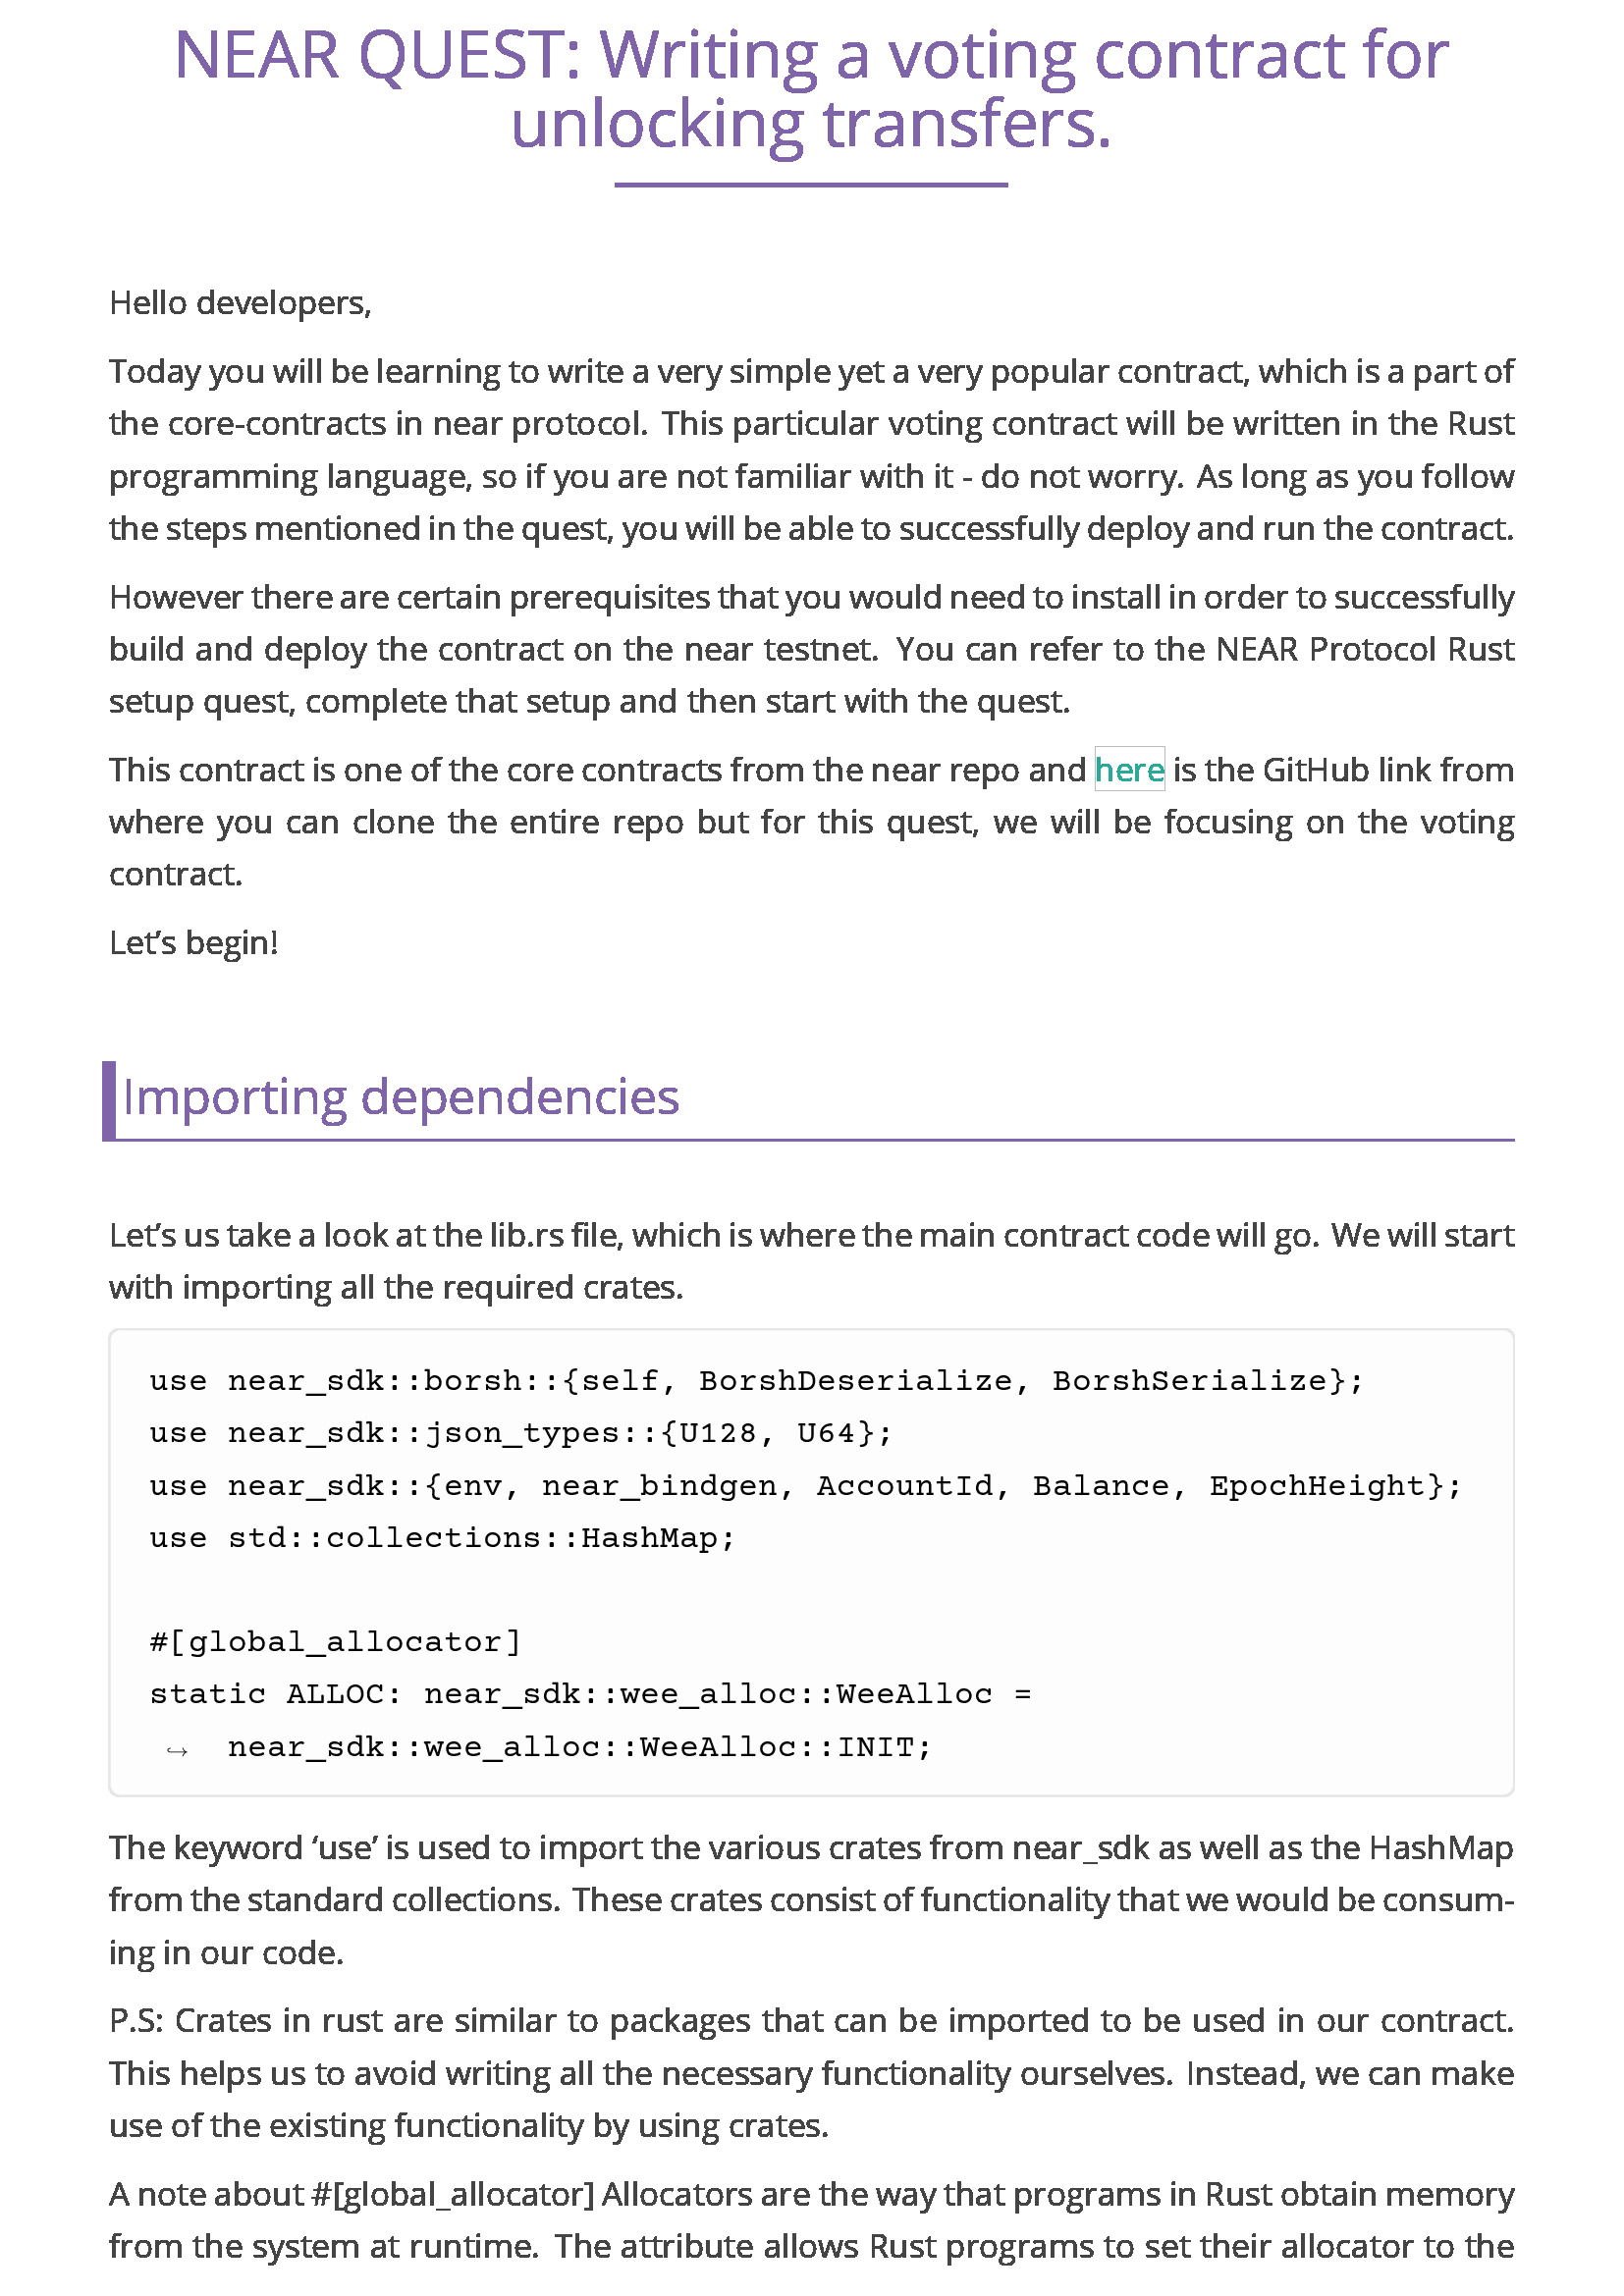 NEAR QUEST: Writing a voting contract for
unlocking transfers.
Hello developers,
Today you will be learning to write a very simple yet a very popular contract, which is a part of
the core-contracts in near protocol. This particular voting contract will be written in the Rust
programming language, so if you are not familiar with it - do not worry. As long as you follow
the steps mentioned in the quest, you will be able to successfully deploy and run the contract.
However there are certain prerequisites that you would need to install in order to successfully
build and deploy the contract on the near testnet. You can refer to the NEAR Protocol Rust
setup quest, complete that setup and then start with the quest.
This contract is one of the core contracts from the near repo and here is the GitHub link from
where you can clone the entire repo but for this quest, we will be focusing on the voting
contract.
Let’s begin!
Importing dependencies
Let’s us take a look at the lib.rs file, which is where the main contract code will go. We will start
with importing all the required crates.
use near_sdk::borsh::{self, BorshDeserialize, BorshSerialize};
use near_sdk::json_types::{U128, U64};
use near_sdk::{env, near_bindgen, AccountId, Balance, EpochHeight};
use std::collections::HashMap;
#[global_allocator]
static ALLOC: near_sdk::wee_alloc::WeeAlloc =
↪ near_sdk::wee_alloc::WeeAlloc::INIT;
The keyword ‘use’ is used to import the various crates from near_sdk as well as the HashMap
from the standard collections. These crates consist of functionality that we would be consum-
ing in our code.
P.S: Crates in rust are similar to packages that can be imported to be used in our contract.
This helps us to avoid writing all the necessary functionality ourselves. Instead, we can make
use of the existing functionality by using crates.
A note about #[global_allocator] Allocators are the way that programs in Rust obtain memory
from the system at runtime. The attribute allows Rust programs to set their allocator to the